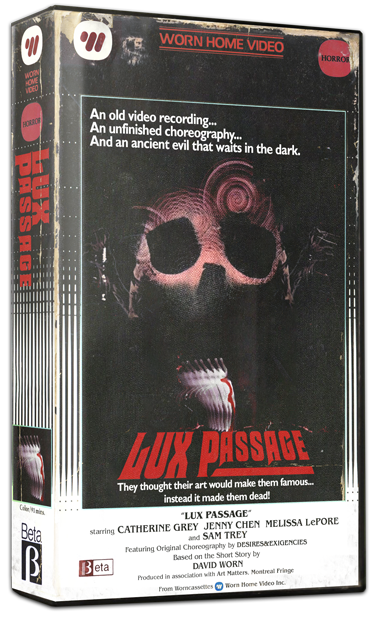 WORN HOME VIDEO
HORROR
An old video recording...
An unfinished choreography...
And an ancient evil that waits in the dark.
LUX PASSAGE
They thought their art would make them famous...
instead it made them dead!
"LUX PASSAGE"
starring CATHERINE GREY JENNY CHEN MELISSA LePORE
and SAM TREY
Featuring Original Choreography by DESIRES&EXIGENCIES
Based on the Short Story by
DAVID WORN
Produced in association with Art Matters, Montreal Fringe
From Worncassettes Worn Home Video Inc.
Beta
WORN
HOME VIDEO
HORROR
LUX
PASSAGE
Color/93 mins.
Beta
β